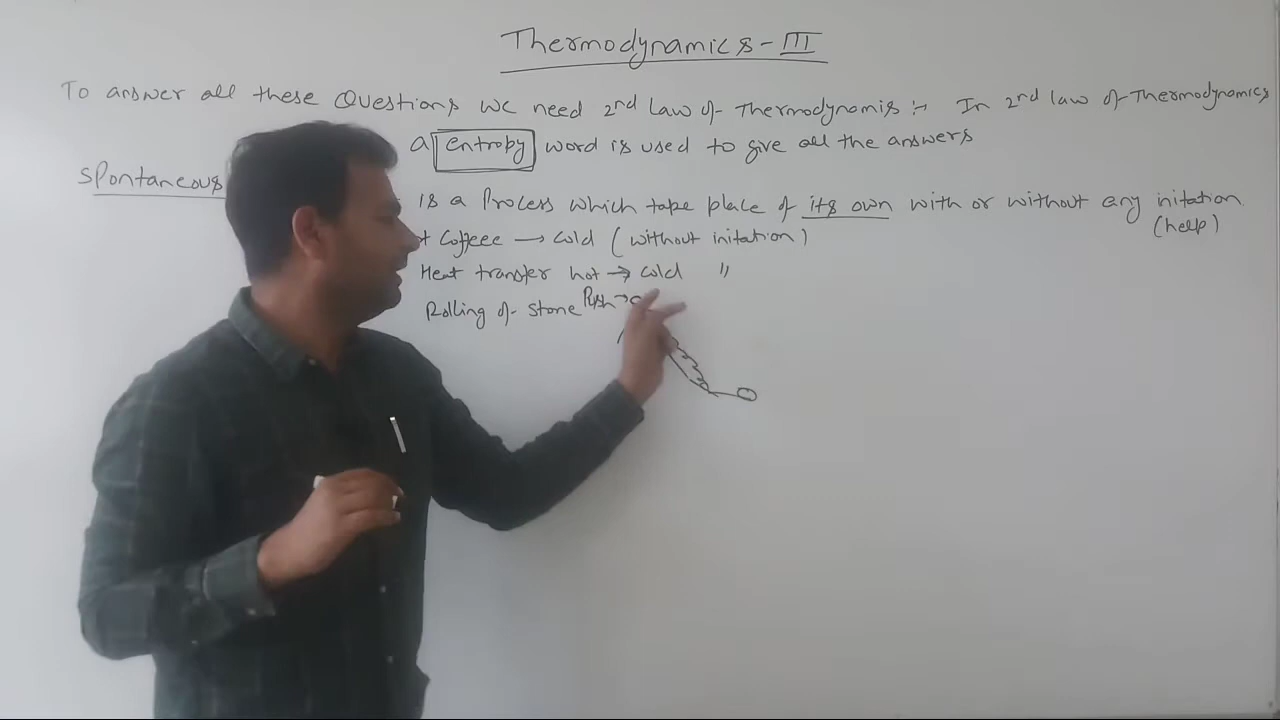 Thermodynamics - III
To answer all these Questions we need 2nd Law of Thermodynamis :- In 2nd law of Thermodynamics
a entropy word is used to give all the answers
Spontaneous is a Process which take place of its own with or without any initation
(help)
t Coffeee → cold (without initation)
Heat transfer hot → cold "
Rolling of stone Push →